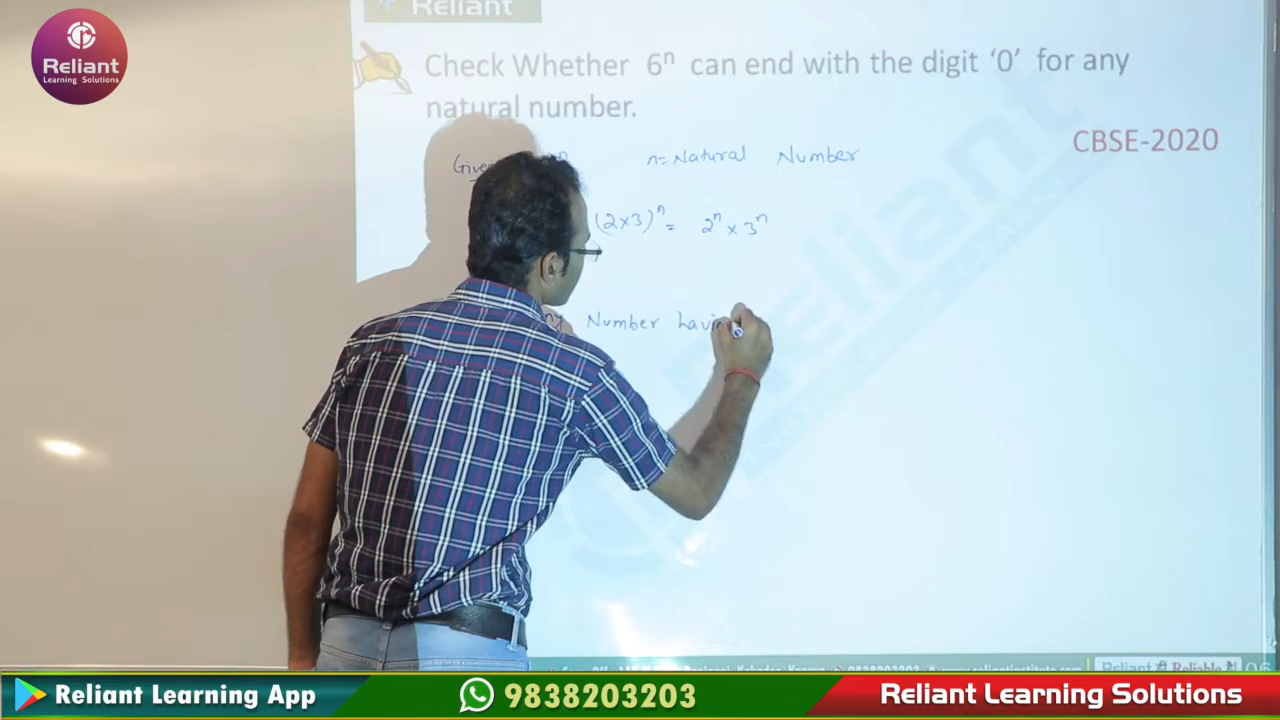 Reliant
Learning Solutions
Reliant
Check Whether 6ⁿ can end with the digit ‘0’ for any
natural number.
CBSE-2020
n = Natural Number
(2×3)ⁿ = 2ⁿ × 3ⁿ
Number havin
Reliant Learning App
9838203203
Reliant Learning Solutions